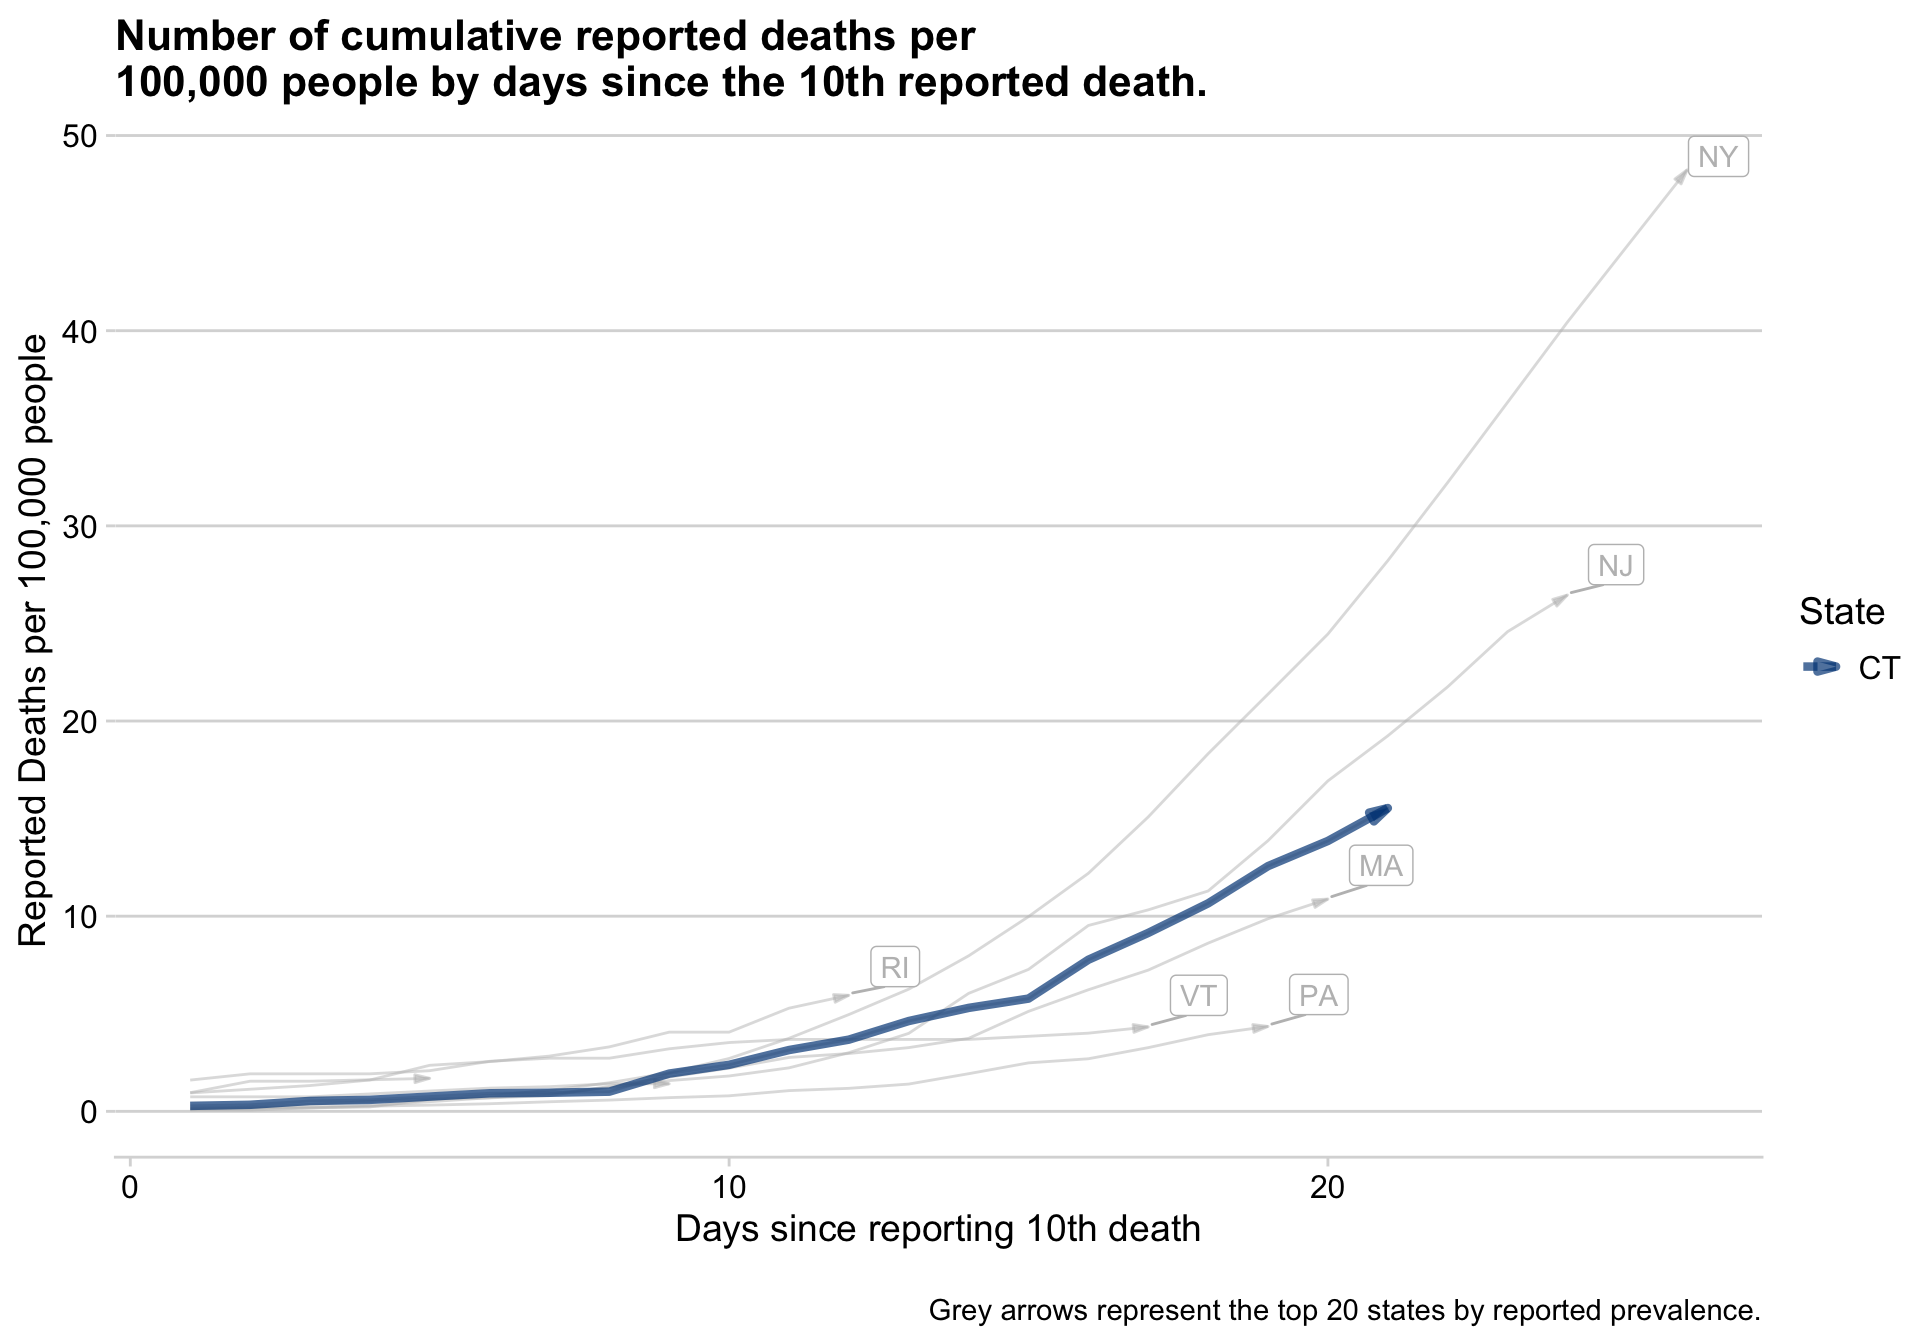 Number of cumulative reported deaths per
100,000 people by days since the 10th reported death.
Reported Deaths per 100,000 people
50
40
30
20
10
0
NY
NJ
MA
RI
VT
PA
State
CT
0
10
20
Days since reporting 10th death
Grey arrows represent the top 20 states by reported prevalence.